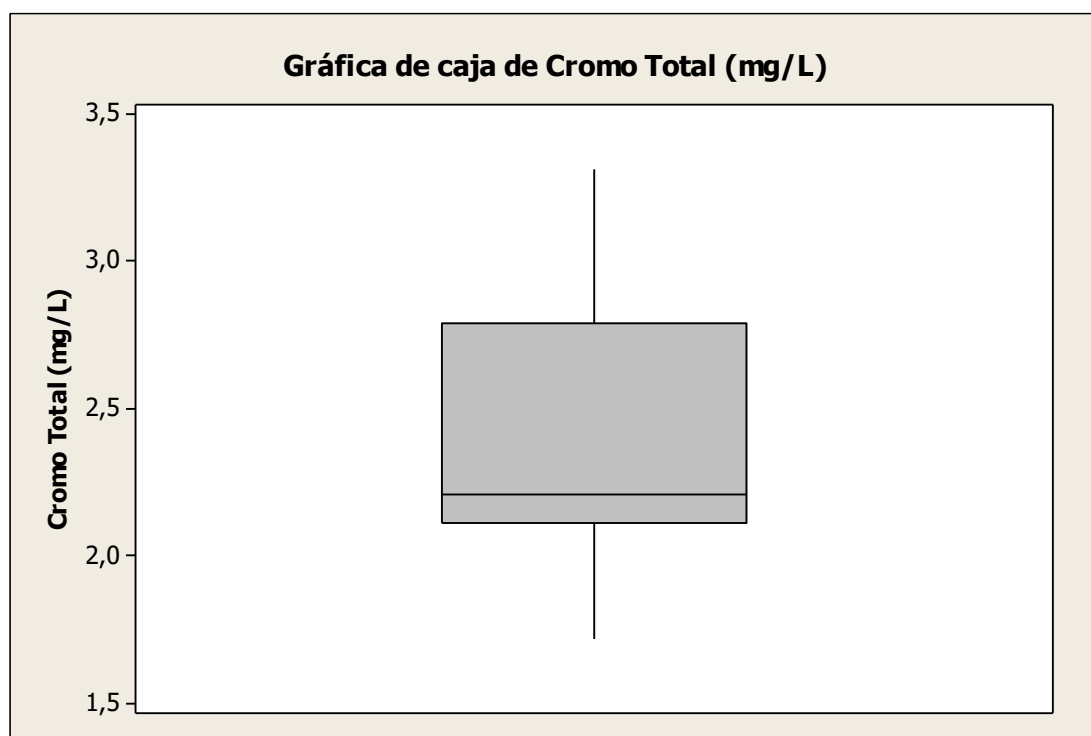 Gráfica de caja de Cromo Total (mg/L)
3,5
3,0
2,5
2,0
1,5
Cromo Total (mg/L)